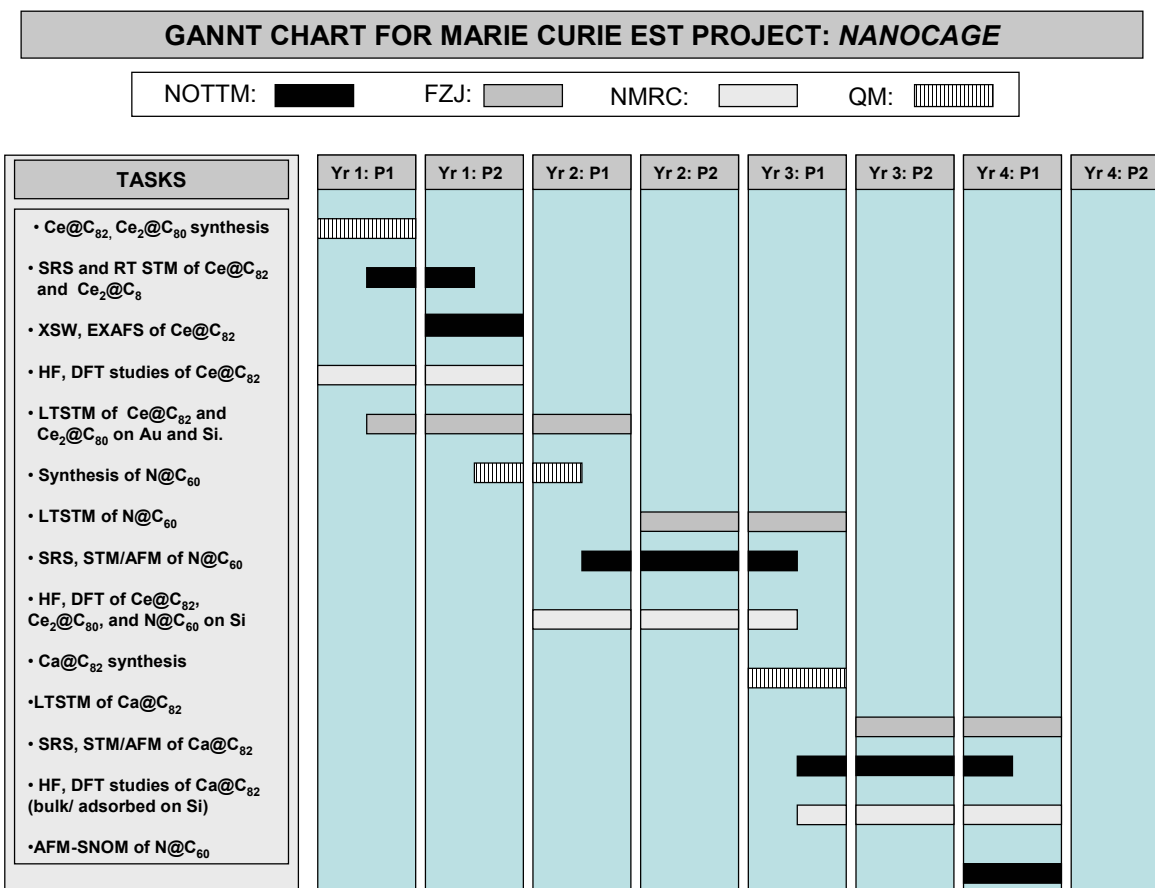 GANNT CHART FOR MARIE CURIE EST PROJECT: NANOCAGE
NOTTM: FZJ: NMRC: QM:
TASKS Yr 1: P1 Yr 1: P2 Yr 2: P1 Yr 2: P2 Yr 3: P1 Yr 3: P2 Yr 4: P1 Yr 4: P2
• Ce@C82, Ce2@C80 synthesis
• SRS and RT STM of Ce@C82
and Ce2@C8
• XSW, EXAFS of Ce@C82
• HF, DFT studies of Ce@C82
• LTSTM of Ce@C82 and
Ce2@C80 on Au and Si.
• Synthesis of N@C60
• LTSTM of N@C60
• SRS, STM/AFM of N@C60
• HF, DFT of Ce@C82,
Ce2@C80, and N@C60 on Si
• Ca@C82 synthesis
•LTSTM of Ca@C82
• SRS, STM/AFM of Ca@C82
• HF, DFT studies of Ca@C82
(bulk/ adsorbed on Si)
•AFM-SNOM of N@C60